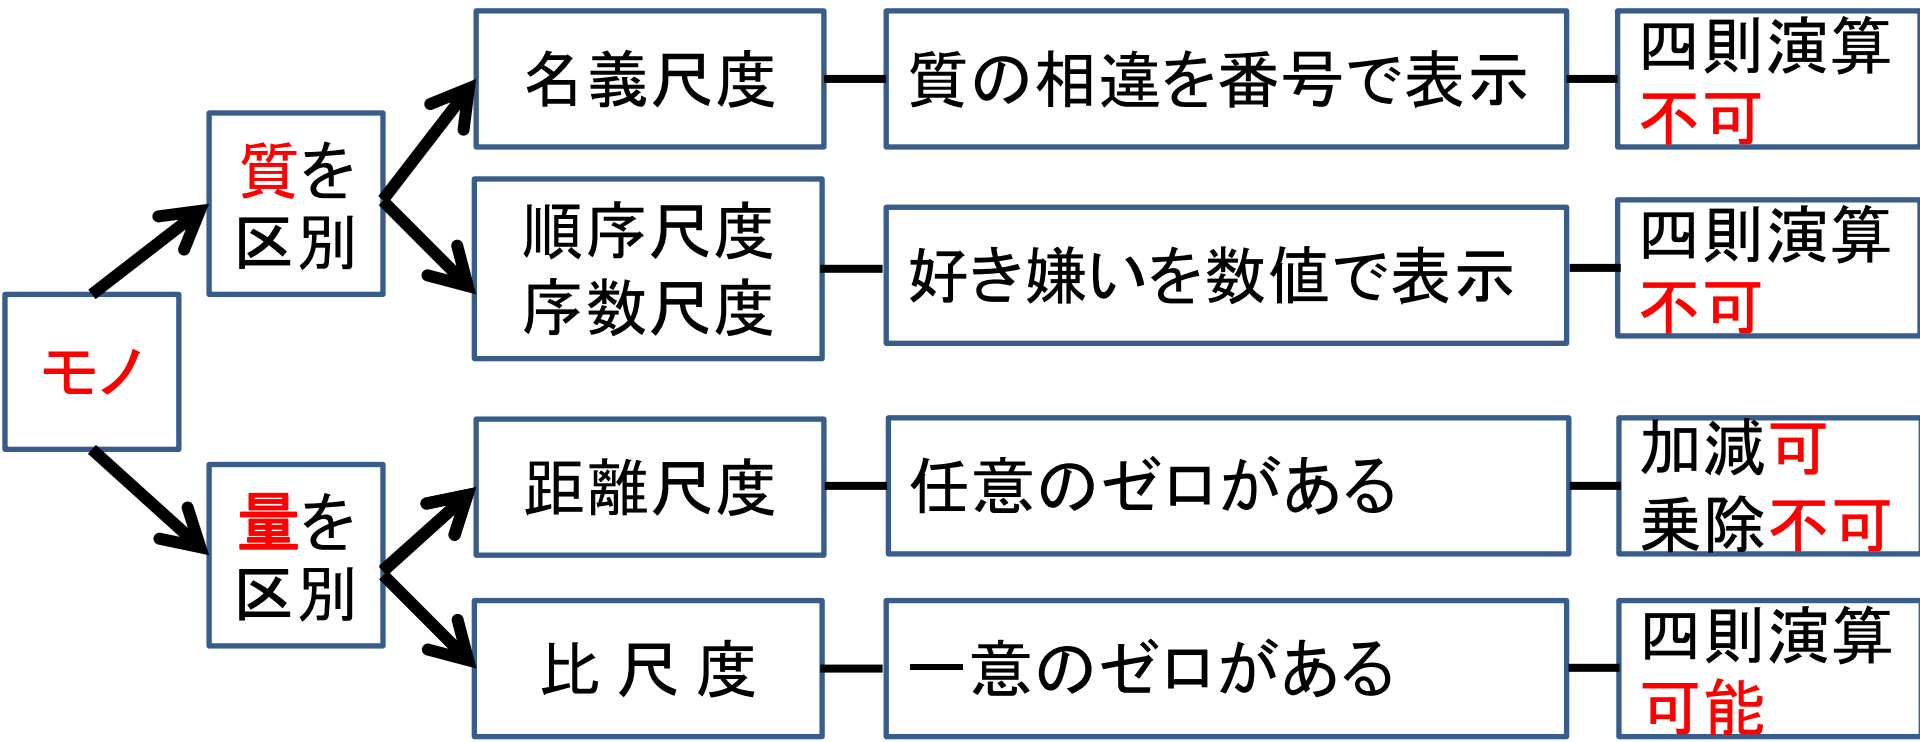 モノ
質を
区別
名義尺度
質の相違を番号で表示
四則演算
不可
順序尺度
序数尺度
好き嫌いを数値で表示
四則演算
不可
量を
区別
距離尺度
任意のゼロがある
加減可
乗除不可
比尺度
一意のゼロがある
四則演算
可能